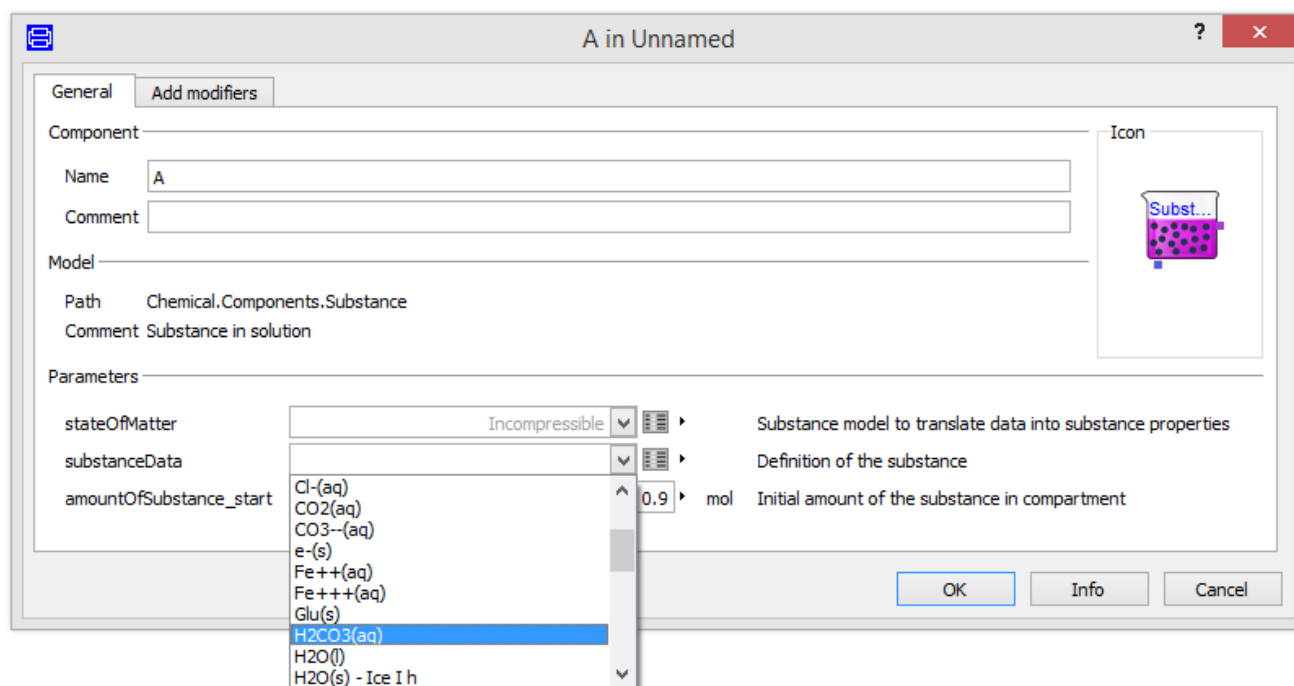 A in Unnamed
?
General
Add modifiers
Component
Icon
Name
A
Comment
Subst...
Model
Path
Chemical.Components.Substance
Comment
Substance in solution
Parameters
stateOfMatter
Incompressible
Substance model to translate data into substance properties
substanceData
Definition of the substance
amountOfSubstance_start
0.9
mol
Initial amount of the substance in compartment
Cl-(aq)
CO2(aq)
CO3--(aq)
e-(s)
Fe++(aq)
Fe+++(aq)
Glu(s)
H2CO3(aq)
H2O(l)
H2O(s) - Ice I h
OK
Info
Cancel